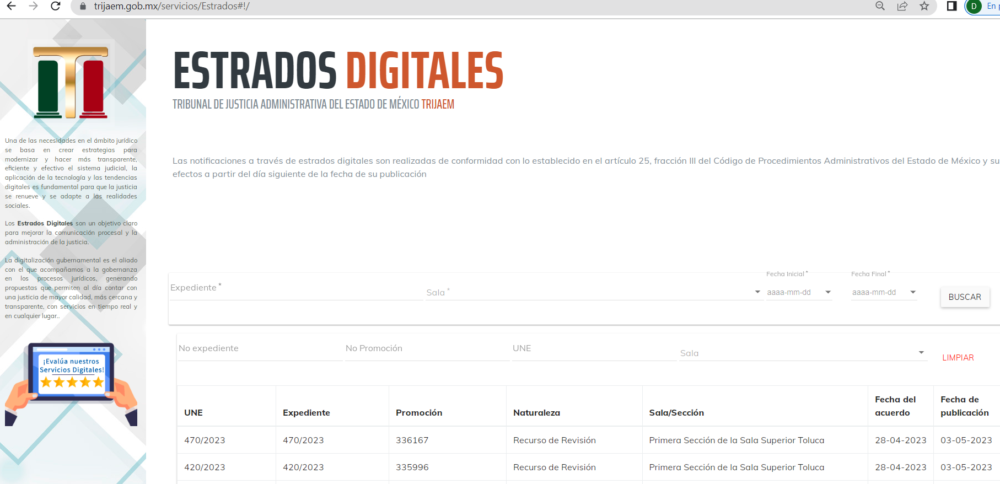 trijaem.gob.mx/servicios/Estrados#!/
D
En
ESTRADOS DIGITALES
TRIBUNAL DE JUSTICIA ADMINISTRATIVA DEL ESTADO DE MÉXICO TRIJAEM
Una de las necesidades en el ámbito jurídico
se basa en crear estrategias para
modernizar y hacer más transparente,
eficiente y efectivo el sistema judicial, la
aplicación de la tecnología y las tendencias
digitales es fundamental para que la justicia
se renueve y se adapte a las realidades
sociales.
Los Estrados Digitales son un objetivo claro
para mejorar la comunicación procesal y la
administración de la justicia.
La digitalización gubernamental es el aliado
con el que acompañamos a la gobernanza
en los procesos jurídicos, generando
propuestas que permiten al día contar con
una justicia de mayor calidad, más cercana y
transparente, con servicios en tiempo real y
en cualquier lugar..
¡Evalúa nuestros
Servicios Digitales!
Las notificaciones a través de estrados digitales son realizadas de conformidad con lo establecido en el artículo 25, fracción III del Código de Procedimientos Administrativos del Estado de México y su
efectos a partir del día siguiente de la fecha de su publicación
Expediente *
Sala *
Fecha Inicial *
aaaa-mm-dd
Fecha Final *
aaaa-mm-dd
BUSCAR
No expediente
No Promoción
UNE
Sala
LIMPIAR
UNE Expediente Promoción Naturaleza Sala/Sección Fecha del acuerdo Fecha de publicación
470/2023 470/2023 336167 Recurso de Revisión Primera Sección de la Sala Superior Toluca 28-04-2023 03-05-2023
420/2023 420/2023 335996 Recurso de Revisión Primera Sección de la Sala Superior Toluca 28-04-2023 03-05-2023